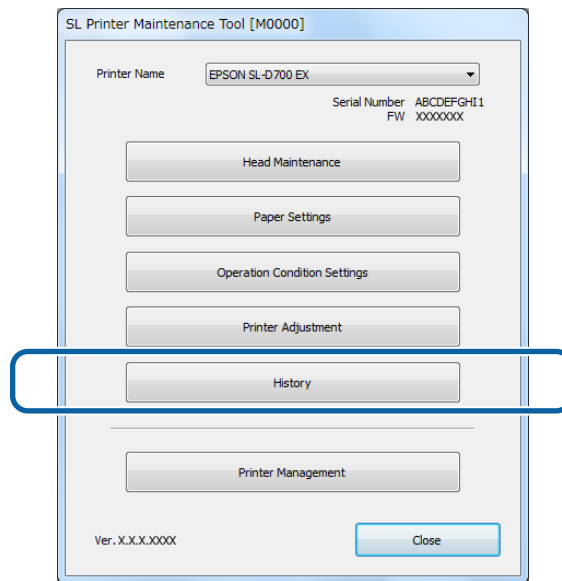 SL Printer Maintenance Tool [M0000]
Printer Name EPSON SL-D700 EX
Serial Number ABCDEFGHI1
FW XXXXXXX
Head Maintenance
Paper Settings
Operation Condition Settings
Printer Adjustment
History
Printer Management
Ver. X.X.X.XXXX Close